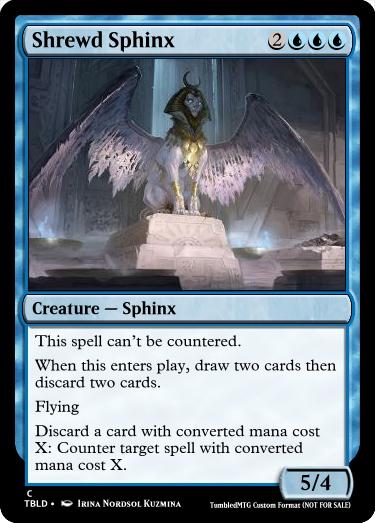 Shrewd Sphinx 2
Creature — Sphinx
This spell can't be countered.
When this enters play, draw two cards then
discard two cards.
Flying
Discard a card with converted mana cost
X: Counter target spell with converted
mana cost X.
5/4
C
TBLD • Irina Nordsol Kuzmina
TumbledMTG Custom Format (NOT FOR SALE)